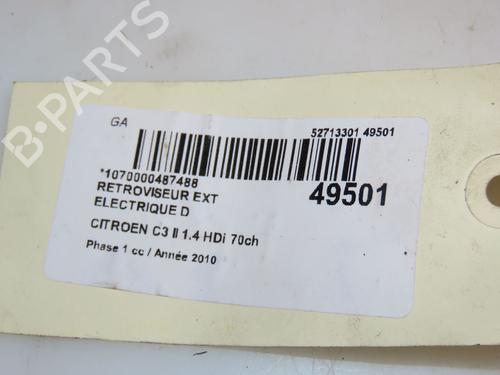 GA
52713301 49501
*1070000487488
49501
RETROVISEUR EXT
ELECTRIQUE D
CITROEN C3 II 1.4 HDi 70ch
Phase 1 cc / Année 2010
B-PARTS